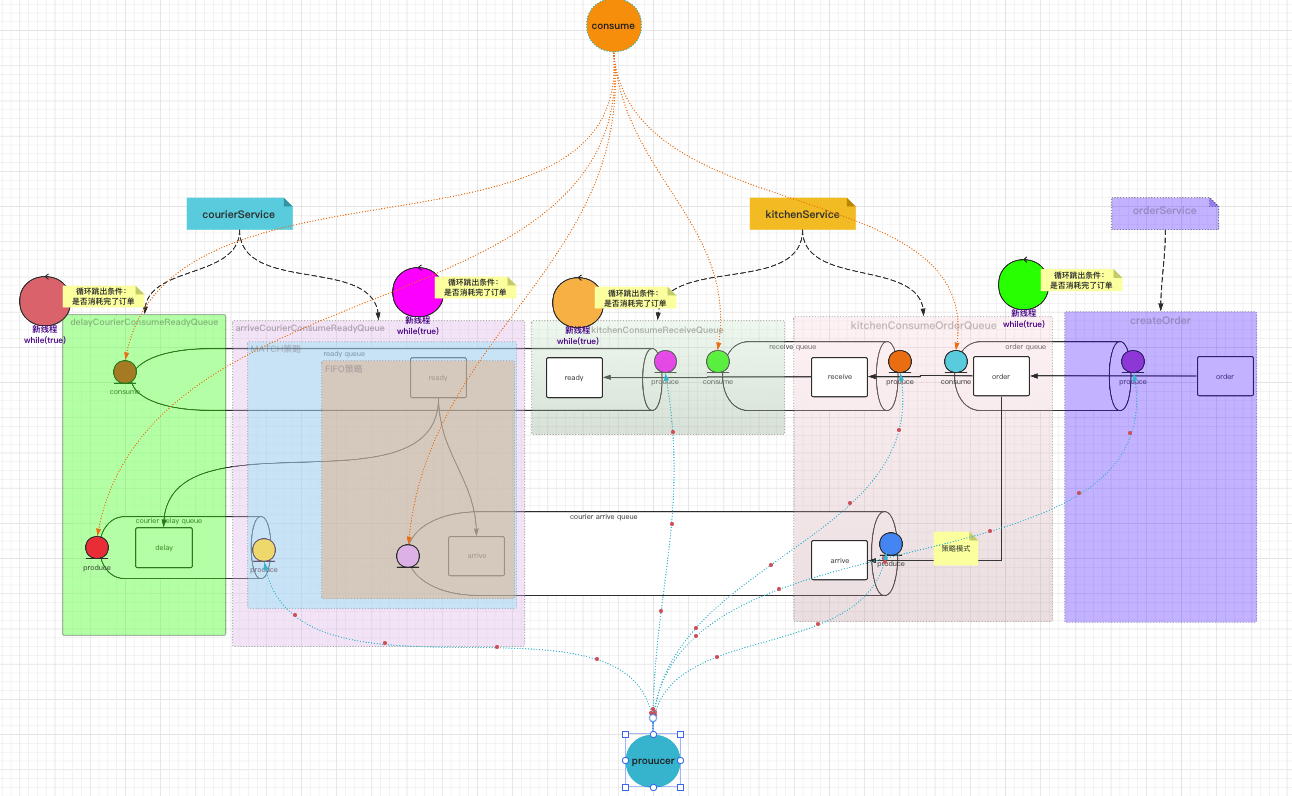 consume
courierService
kitchenService
orderService
循环跳出条件:
是否消耗完了订单
循环跳出条件:
是否消耗完了订单
循环跳出条件:
是否消耗完了订单
循环跳出条件:
是否消耗完了订单
新线程
while(true)
新线程
while(true)
新线程
while(true)
新线程
while(true)
delayCourierConsumeReadyQueue
arriveCourierConsumeReadyQueue
kitchenConsumeReceiveQueue
kitchenConsumeOrderQueue
createOrder
MATCH策略
ready queue
receive queue
order queue
FIFO策略
consume
ready
ready
produce
consume
receive
produce
consume
order
produce
order
courier delay queue
courier arrive queue
produce
delay
produce
arrive
arrive
produce
策略模式
prouucer